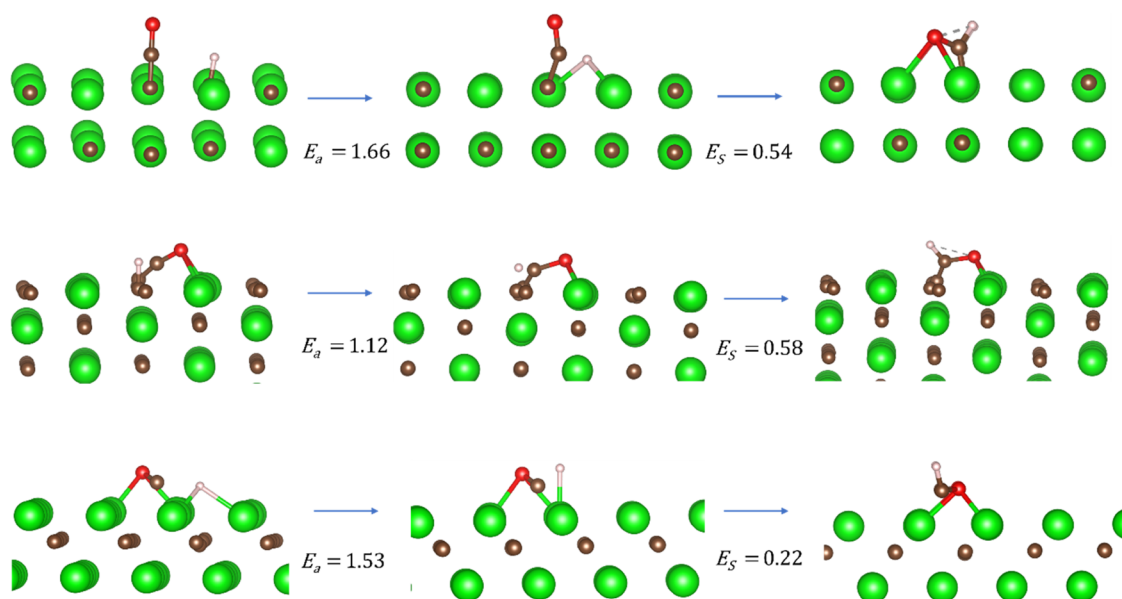 E_a = 1.66
E_S = 0.54
E_a = 1.12
E_S = 0.58
E_a = 1.53
E_S = 0.22